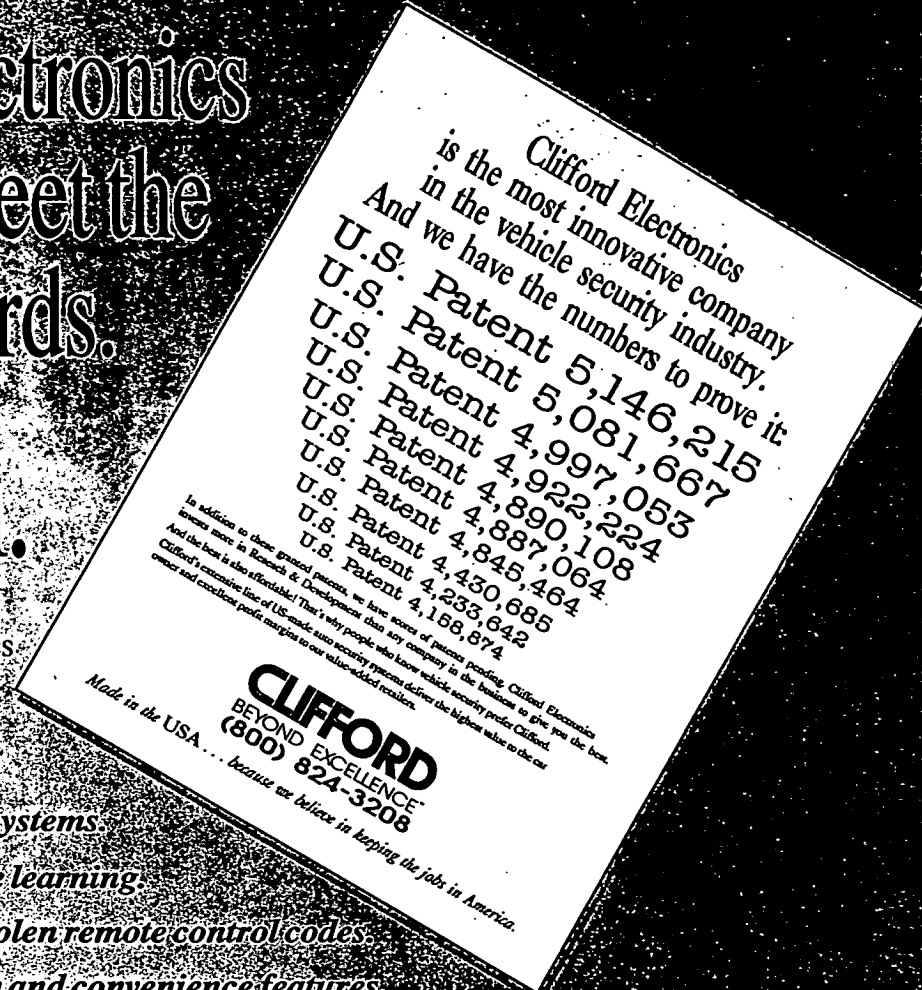 ctronics
eet the
rds.
s
ystems.
learning.
olen remote control codes.
and convenience features
Clifford Electronics
is the most innovative company
in the vehicle security industry.
And we have the numbers to prove it:
U.S. Patent 5,146,215
U.S. Patent 5,081,667
U.S. Patent 4,997,053
U.S. Patent 4,922,224
U.S. Patent 4,890,108
U.S. Patent 4,887,064
U.S. Patent 4,845,464
U.S. Patent 4,430,685
U.S. Patent 4,233,642
U.S. Patent 4,158,874
In addition to these granted patents, we have scores of patents pending. Clifford Electronics
invests more in Research & Development than any company in the business to give you the best.
And the best is also affordable! That's why people who know vehicle security prefer Clifford.
Clifford's extensive line of US-made auto security systems deliver the highest value to the car
owner and excellent profit margins to our value-added retailers.
CLIFFORD
BEYOND EXCELLENCE™
(800) 824-3208
Made in the USA . . . because we believe in keeping the jobs in America.